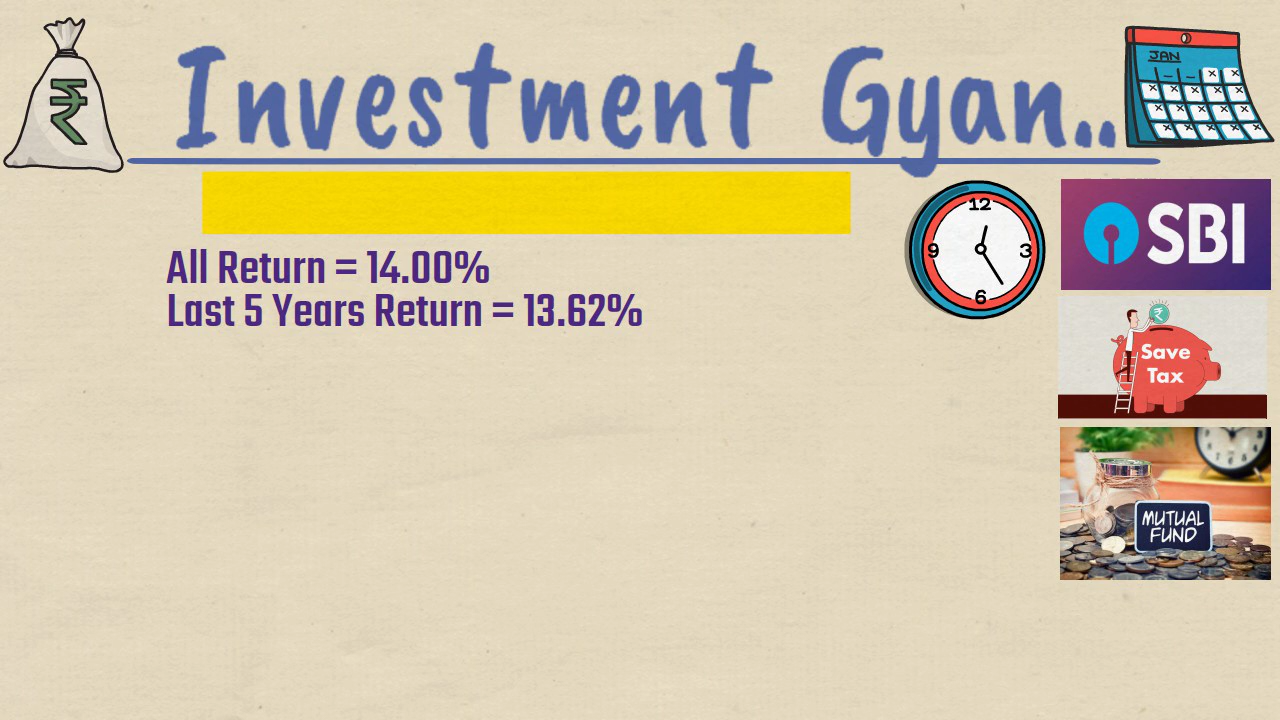 Investment Gyan..
JAN
₹
12
3
6
9
SBI
All Return = 14.00%
Last 5 Years Return = 13.62%
₹
Save
Tax
MUTUAL
FUND